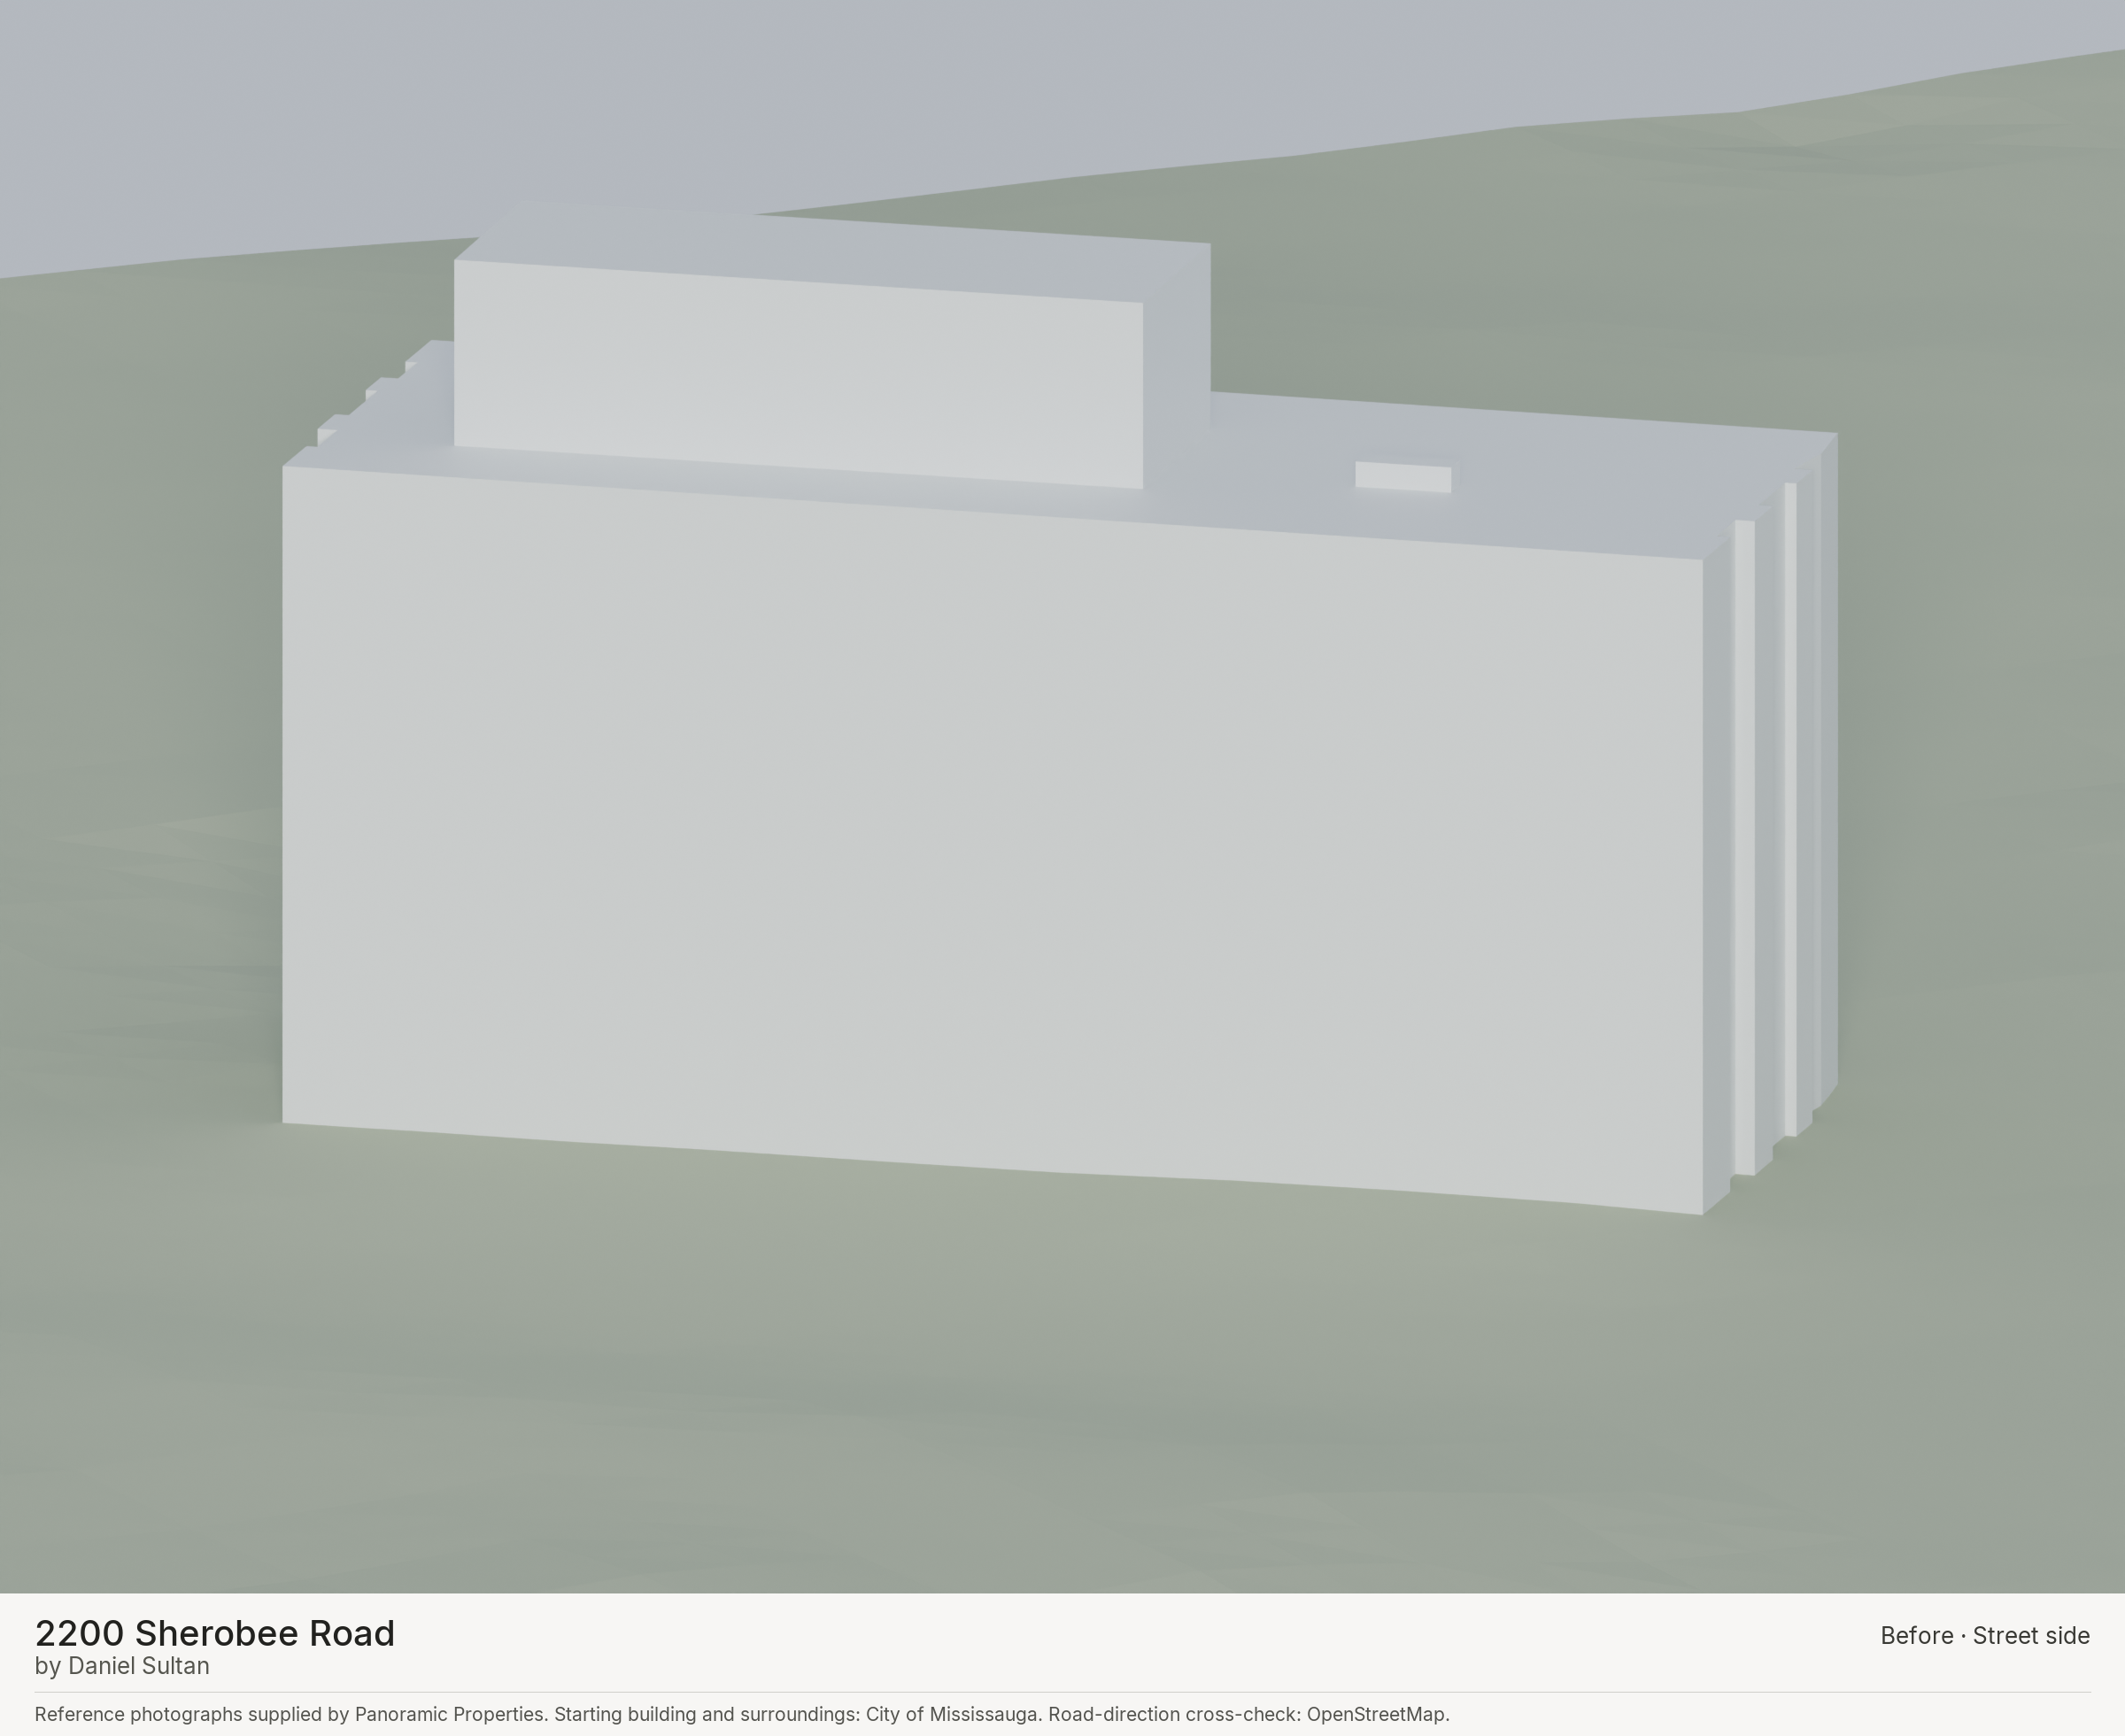 2200 Sherobee Road
Before · Street side
by Daniel Sultan
Reference photographs supplied by Panoramic Properties. Starting building and surroundings: City of Mississauga. Road-direction cross-check: OpenStreetMap.